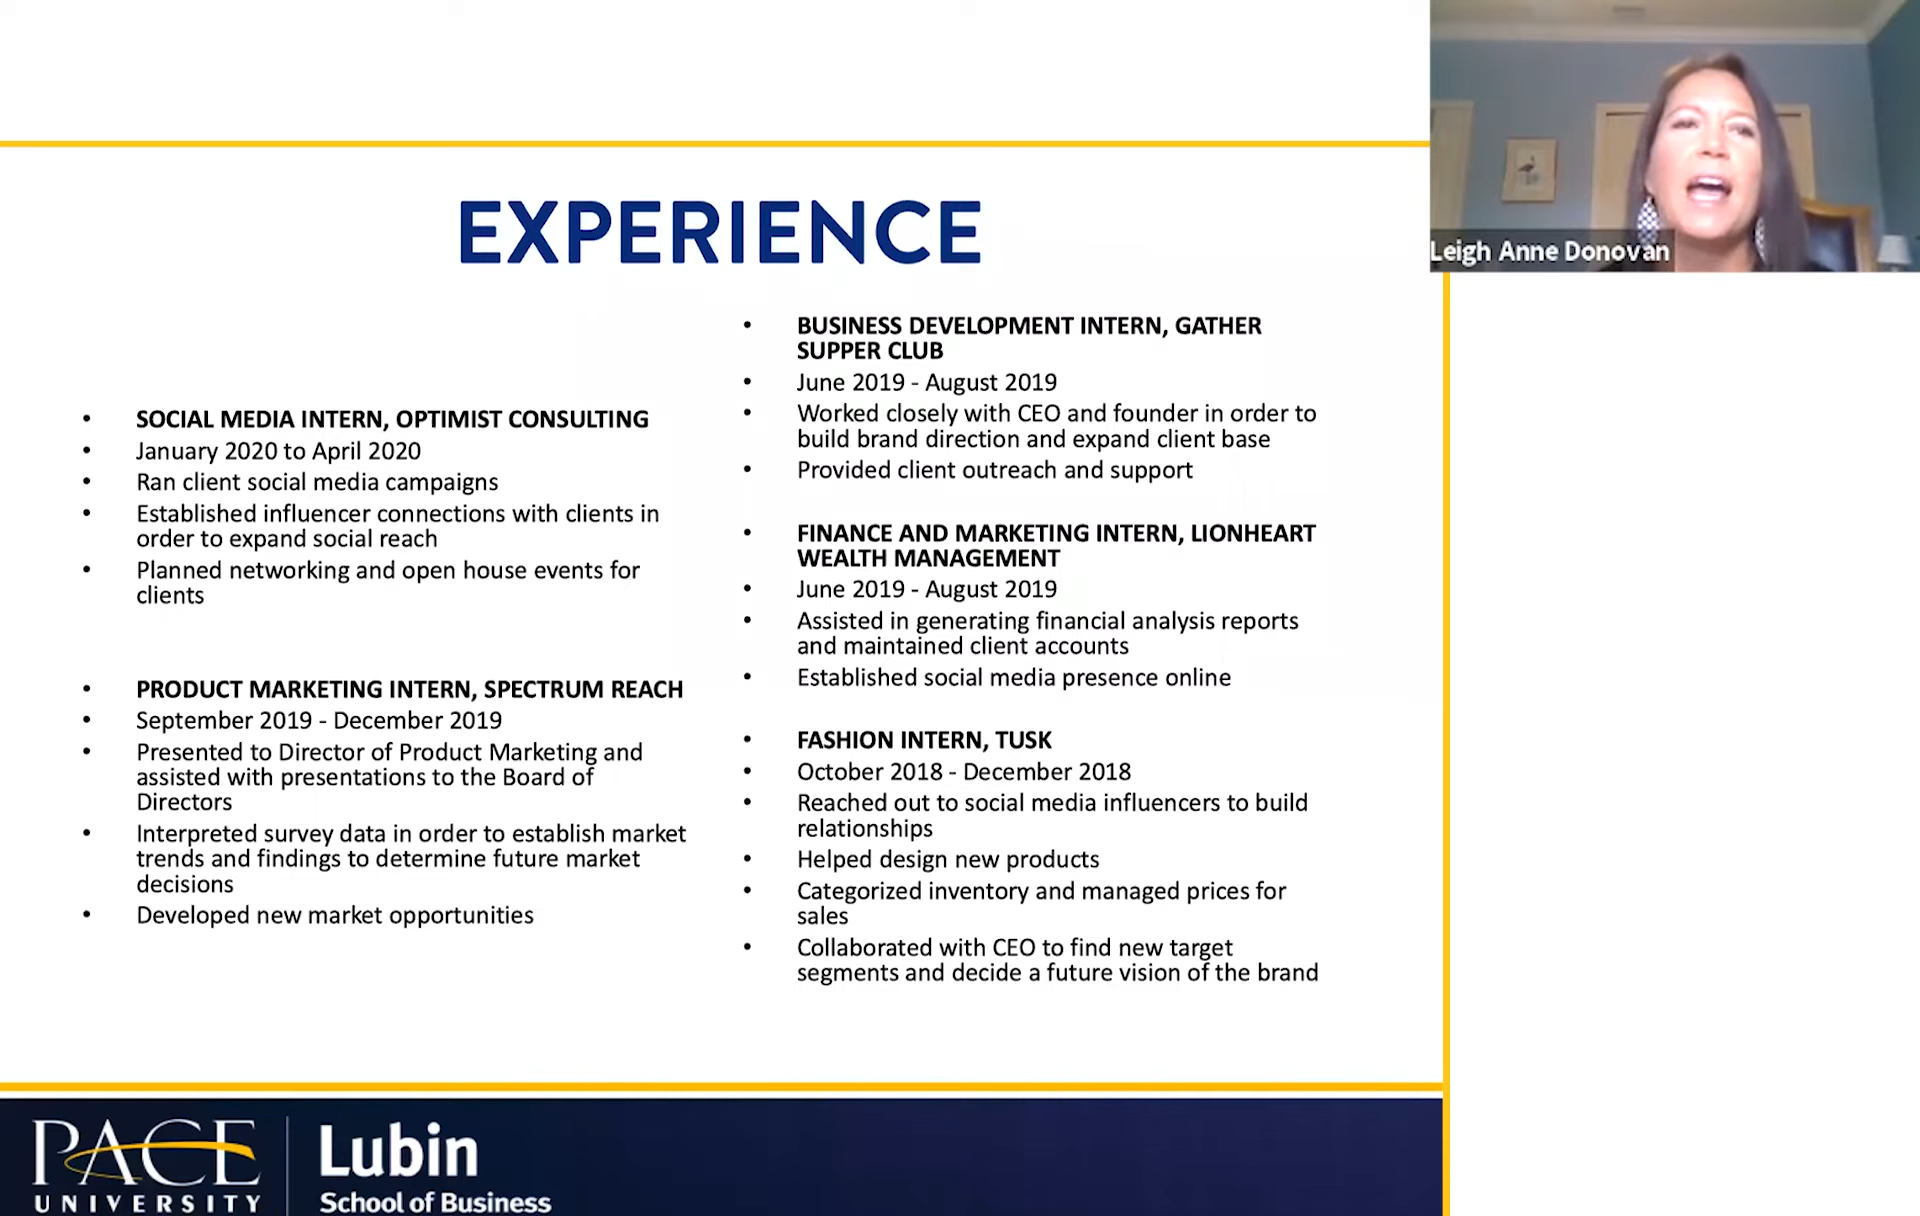 EXPERIENCE
• SOCIAL MEDIA INTERN, OPTIMIST CONSULTING
• January 2020 to April 2020
• Ran client social media campaigns
• Established influencer connections with clients in
order to expand social reach
• Planned networking and open house events for
clients
• PRODUCT MARKETING INTERN, SPECTRUM REACH
• September 2019 - December 2019
• Presented to Director of Product Marketing and
assisted with presentations to the Board of
Directors
• Interpreted survey data in order to establish market
trends and findings to determine future market
decisions
• Developed new market opportunities
• BUSINESS DEVELOPMENT INTERN, GATHER
SUPPER CLUB
• June 2019 - August 2019
• Worked closely with CEO and founder in order to
build brand direction and expand client base
• Provided client outreach and support
• FINANCE AND MARKETING INTERN, LIONHEART
WEALTH MANAGEMENT
• June 2019 - August 2019
• Assisted in generating financial analysis reports
and maintained client accounts
• Established social media presence online
• FASHION INTERN, TUSK
• October 2018 - December 2018
• Reached out to social media influencers to build
relationships
• Helped design new products
• Categorized inventory and managed prices for
sales
• Collaborated with CEO to find new target
segments and decide a future vision of the brand
Leigh Anne Donovan
PACE
UNIVERSITY
Lubin
School of Business